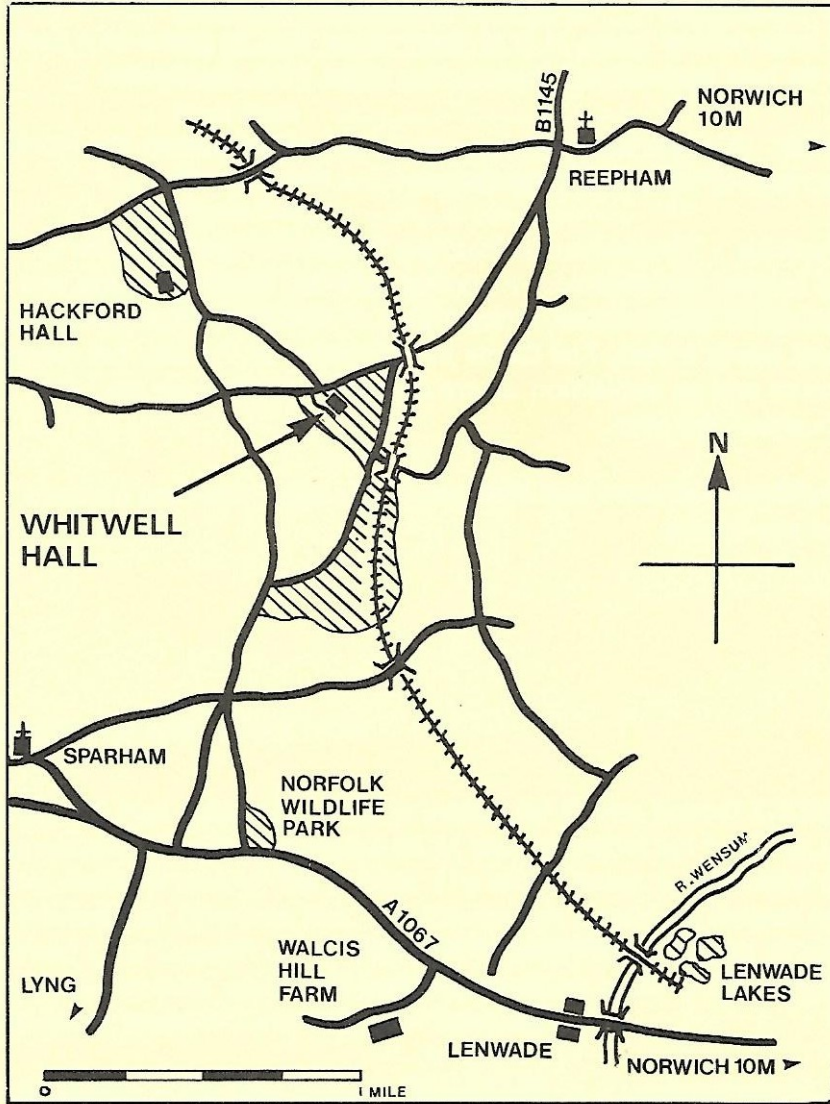 B1145
NORWICH
10M
REEPHAM
HACKFORD
HALL
WHITWELL
HALL
N
SPARHAM
NORFOLK
WILDLIFE
PARK
R. WENSUM
A1067
WALCIS
HILL
FARM
LYNG
LENWADE
LAKES
LENWADE
NORWICH 10M
0
1 MILE